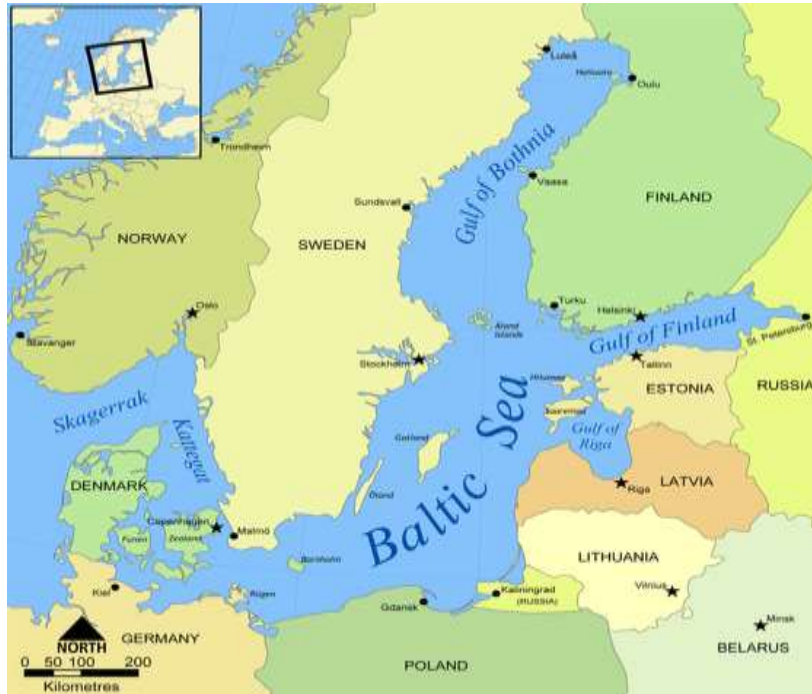 Luleå
Hailuoto
Oulu
Trondheim
Gulf of Bothnia
Vaasa
FINLAND
Sundsvall
NORWAY
SWEDEN
Oslo
Turku
Helsinki
Åland
Islands
Gulf of Finland
St. Petersburg
Stavanger
Stockholm
Tallinn
Hiiumaa
ESTONIA
RUSSIA
Skagerrak
Kattegat
Saaremaa
Gulf of
Riga
Gotland
Baltic Sea
DENMARK
Öland
Riga
LATVIA
Copenhagen
Malmö
Funen
Zealand
Bornholm
LITHUANIA
Kiel
Rügen
Kaliningrad
(RUSSIA)
Vilnius
Gdansk
Minsk
NORTH
GERMANY
POLAND
BELARUS
0 50 100 200
Kilometres